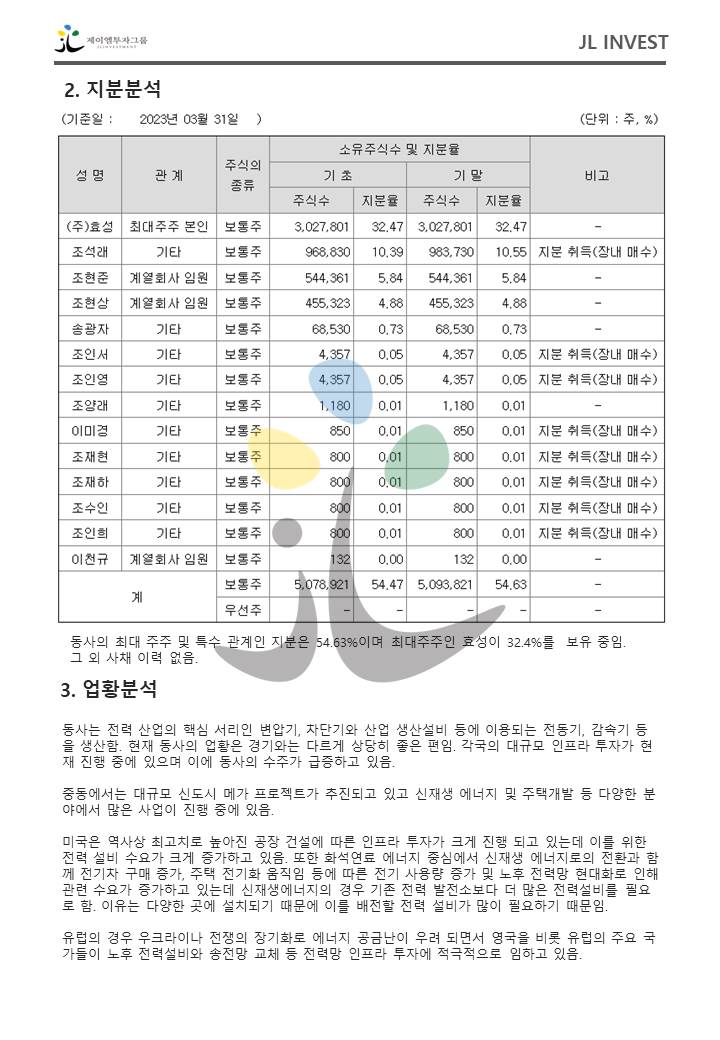 제이엘투자그룹
JLINVESTMENT
JL INVEST
2. 지분분석
(기준일 : 2023년 03월 31일 ) (단위 : 주, %)
성 명 관 계 주식의 종류 소유주식수 및 지분율 비고
기 초 기 말
주식수 지분율 주식수 지분율
(주)효성 최대주주 본인 보통주 3,027,801 32.47 3,027,801 32.47 -
조석래 기타 보통주 968,830 10.39 983,730 10.55 지분 취득(장내 매수)
조현준 계열회사 임원 보통주 544,361 5.84 544,361 5.84 -
조현상 계열회사 임원 보통주 455,323 4.88 455,323 4.88 -
송광자 기타 보통주 68,530 0.73 68,530 0.73 -
조인서 기타 보통주 4,357 0.05 4,357 0.05 지분 취득(장내 매수)
조인영 기타 보통주 4,357 0.05 4,357 0.05 지분 취득(장내 매수)
조양래 기타 보통주 1,180 0.01 1,180 0.01 -
이미경 기타 보통주 850 0.01 850 0.01 지분 취득(장내 매수)
조재현 기타 보통주 800 0.01 800 0.01 지분 취득(장내 매수)
조재하 기타 보통주 800 0.01 800 0.01 지분 취득(장내 매수)
조수인 기타 보통주 800 0.01 800 0.01 지분 취득(장내 매수)
조인희 기타 보통주 800 0.01 800 0.01 지분 취득(장내 매수)
이천규 계열회사 임원 보통주 132 0.00 132 0.00 -
계 보통주 5,078,921 54.47 5,093,821 54.63 -
우선주 - - - - -
동사의 최대 주주 및 특수 관계인 지분은 54.63%이며 최대주주인 효성이 32.4%를 보유 중임.
그 외 사채 이력 없음.
3. 업황분석
동사는 전력 산업의 핵심 서리인 변압기, 차단기와 산업 생산설비 등에 이용되는 전동기, 감속기 등
을 생산함. 현재 동사의 업황은 경기와는 다르게 상당히 좋은 편임. 각국의 대규모 인프라 투자가 현
재 진행 중에 있으며 이에 동사의 수주가 급증하고 있음.
중동에서는 대규모 신도시 메가 프로젝트가 추진되고 있고 신재생 에너지 및 주택개발 등 다양한 분
야에서 많은 사업이 진행 중에 있음.
미국은 역사상 최고치로 높아진 공장 건설에 따른 인프라 투자가 크게 진행 되고 있는데 이를 위한
전력 설비 수요가 크게 증가하고 있음. 또한 화석연료 에너지 중심에서 신재생 에너지로의 전환과 함
께 전기차 구매 증가, 주택 전기화 움직임 등에 따른 전기 사용량 증가 및 노후 전력망 현대화로 인해
관련 수요가 증가하고 있는데 신재생에너지의 경우 기존 전력 발전소보다 더 많은 전력설비를 필요
로 함. 이유는 다양한 곳에 설치되기 때문에 이를 배전할 전력 설비가 많이 필요하기 때문임.
유럽의 경우 우크라이나 전쟁의 장기화로 에너지 공급난이 우려 되면서 영국을 비롯 유럽의 주요 국
가들이 노후 전력설비와 송전망 교체 등 전력망 인프라 투자에 적극적으로 임하고 있음.